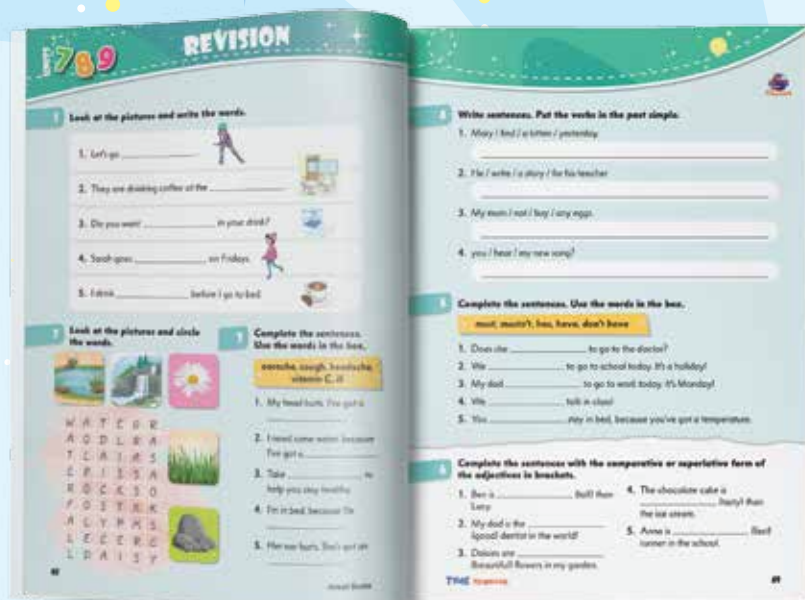 UNITS 7 8 9
REVISION
1 Look at the pictures and write the words.
1. Let's go
2. They are drinking coffee at the
3. Do you want in your drink?
4. Sarah goes on Fridays.
5. I drink before I go to bed.
2 Look at the pictures and circle
the words.
3 Complete the sentences.
Use the words in the box.
earache, cough, headache,
vitamin C, ill
1. My head hurts. I've got a
2. I need some water, because
I've got a
3. Take to
help you stay healthy.
4. I'm in bed, because I'm
5. Her ear hurts. She's got an
4 Write sentences. Put the verbs in the past simple.
1. Mary / find / a kitten / yesterday.
2. He / write / a story / for his teacher.
3. My mum / not / buy / any eggs.
4. you / hear / my new song?
5 Complete the sentences. Use the words in the box.
must, mustn't, has, have, don't have
1. Does she to go to the doctor?
2. We to go to school today. It's a holiday!
3. My dad to go to work today. It's Monday!
4. We talk in class!
5. You stay in bed, because you've got a temperature.
6 Complete the sentences with the comparative or superlative form of
the adjectives in brackets.
1. Ben is (tall) than
Lucy.
2. My dad is the
(good) dentist in the world!
3. Daisies are
(beautiful) flowers in my garden.
4. The chocolate cake is
than
the ice cream.
5. Anna is (fast)
runner in the school.
TIME